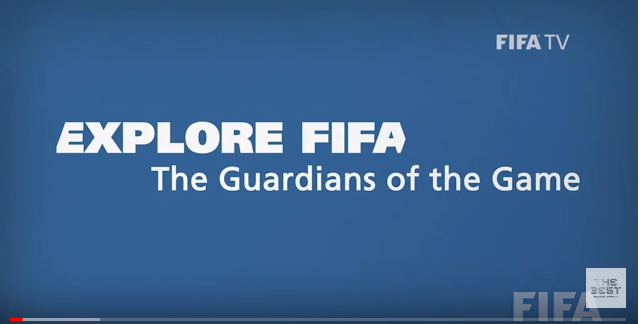 FIFA TV
EXPLORE FIFA
The Guardians of the Game
THE
BEST
FIFA